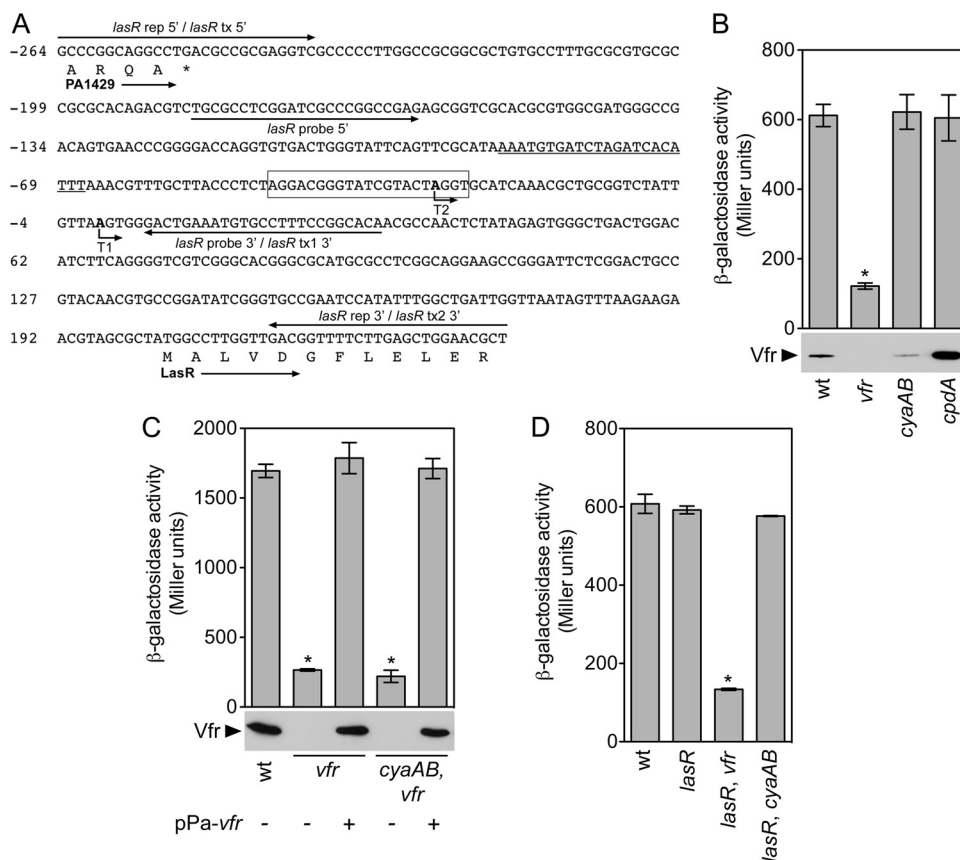 A
lasR rep 5' / lasR tx 5'
-264 GCCCGGCAGGCCTGACGCCGCGAGGTCGCCCCCTTGGCCGCGGCGCTGTGCCTTTGCGCGTGCGC
A R Q A *
PA1429
-199 CGCGCACAGACGTCTGCGCCTCGGATCGCCCGGCCGAGAGCGGTCGCACGCGTGGCGATGGGCCG
lasR probe 5'
-134 ACAGTGAACCCGGGGACCAGGTGTGACTGGGTATTCAGTTCGCATAAAATGTGATCTAGATCACA
-69 TTTAAACGTTTGCTTACCCTCTAGGACGGGTATCGTACTAGGTGCATCAAACGCTGCGGTCTATT
T2
-4 GTTAAGTGGGACTGAAATGTGCCTTTCCGGCACAACGCCAACTCTATAGAGTGGGCTGACTGGAC
T1
lasR probe 3' / lasR tx1 3'
62 ATCTTCAGGGGTCGTCGGGCACGGGCGCATGCGCCTCGGCAGGAAGCCGGGATTCTCGGACTGCC
127 GTACAACGTGCCGGATATCGGGTGCCGAATCCATATTTGGCTGATTGGTTAATAGTTTAAGAAGA
lasR rep 3' / lasR tx2 3'
192 ACGTAGCGCTATGGCCTTGGTTGACGGTTTTCTTGAGCTGGAACGCT
M A L V D G F L E L E R
LasR
B
β-galactosidase activity
(Miller units)
800
600
400
200
0
*
Vfr
wt
vfr
cyaAB
cpdA
C
β-galactosidase activity
(Miller units)
2000
1500
1000
500
0
*
*
Vfr
wt
vfr
cyaAB,
vfr
pPa-vfr - - + - +
D
β-galactosidase activity
(Miller units)
800
600
400
200
0
*
wt
lasR
lasR, vfr
lasR, cyaAB